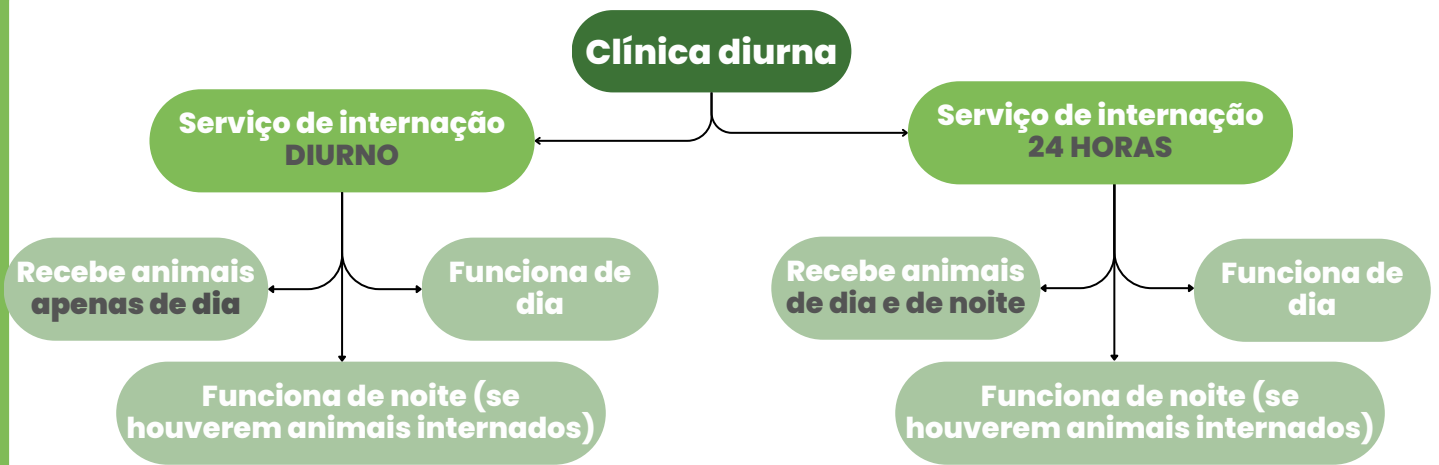 Clínica diurna
Serviço de internação
DIURNO
Serviço de internação
24 HORAS
Recebe animais
apenas de dia
Funciona de
dia
Recebe animais
de dia e de noite
Funciona de
dia
Funciona de noite (se
houverem animais internados)
Funciona de noite (se
houverem animais internados)